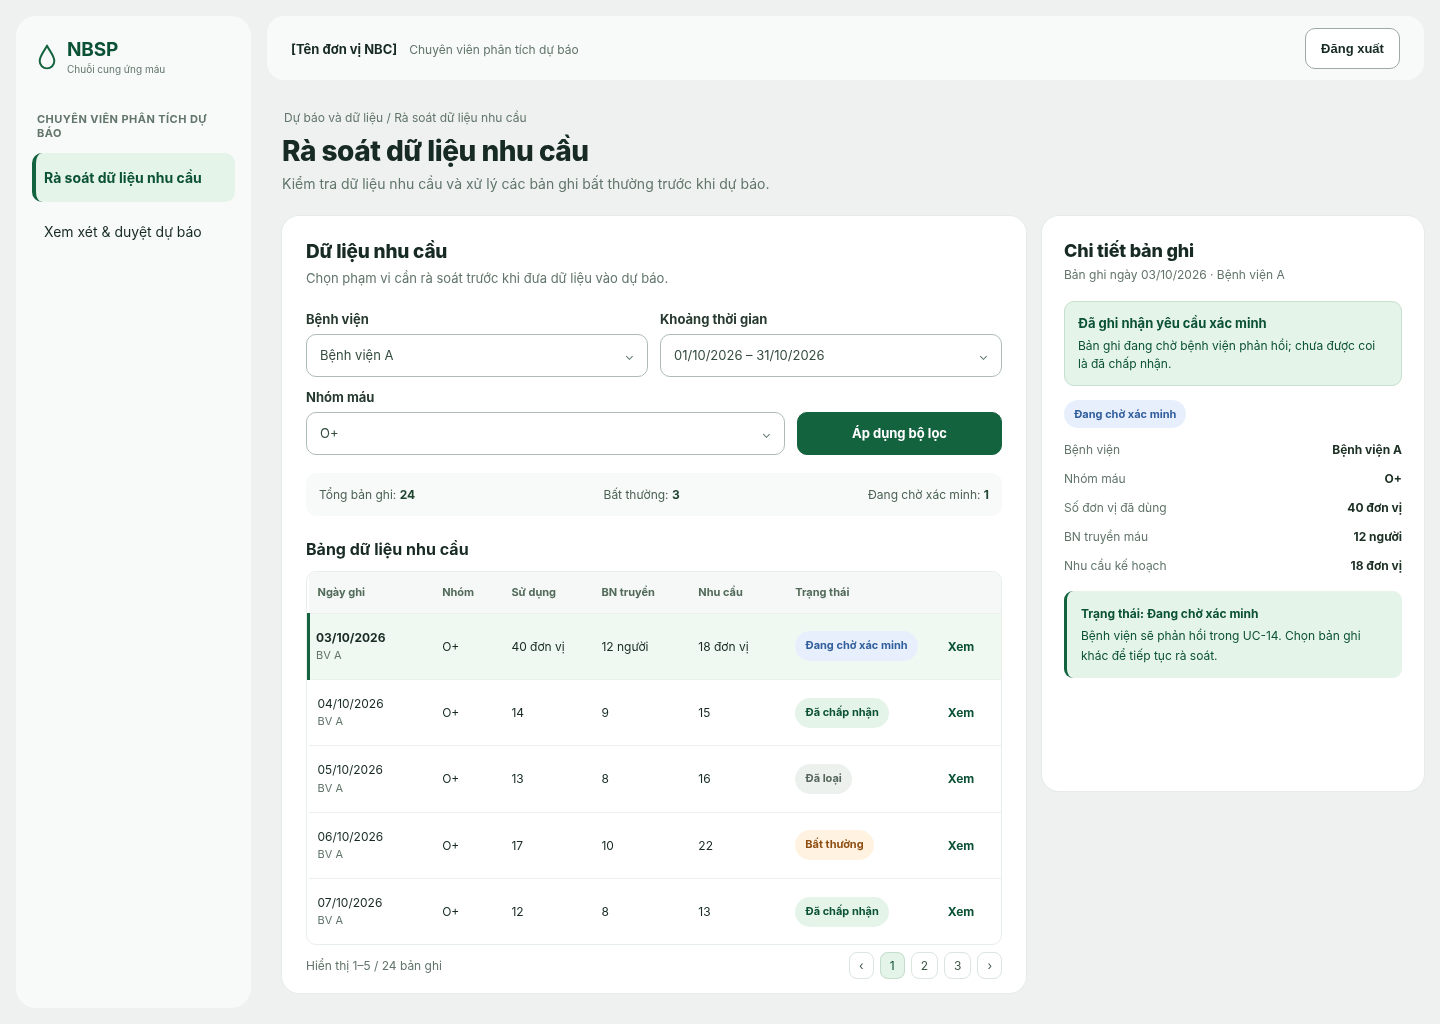 NBSP
Chuỗi cung ứng máu
CHUYÊN VIÊN PHÂN TÍCH DỰ
BÁO
Rà soát dữ liệu nhu cầu
Xem xét & duyệt dự báo
[Tên đơn vị NBC] Chuyên viên phân tích dự báo
Đăng xuất
Dự báo và dữ liệu / Rà soát dữ liệu nhu cầu
Rà soát dữ liệu nhu cầu
Kiểm tra dữ liệu nhu cầu và xử lý các bản ghi bất thường trước khi dự báo.
Dữ liệu nhu cầu
Chọn phạm vi cần rà soát trước khi đưa dữ liệu vào dự báo.
Bệnh viện Khoảng thời gian
Bệnh viện A 01/10/2026 – 31/10/2026
Nhóm máu
O+ Áp dụng bộ lọc
Tổng bản ghi: 24 Bất thường: 3 Đang chờ xác minh: 1
Bảng dữ liệu nhu cầu
Ngày ghi Nhóm Sử dụng BN truyền Nhu cầu Trạng thái
03/10/2026
BV A O+ 40 đơn vị 12 người 18 đơn vị Đang chờ xác minh Xem
04/10/2026
BV A O+ 14 9 15 Đã chấp nhận Xem
05/10/2026
BV A O+ 13 8 16 Đã loại Xem
06/10/2026
BV A O+ 17 10 22 Bất thường Xem
07/10/2026
BV A O+ 12 8 13 Đã chấp nhận Xem
Hiển thị 1–5 / 24 bản ghi ‹ 1 2 3 ›
Chi tiết bản ghi
Bản ghi ngày 03/10/2026 · Bệnh viện A
Đã ghi nhận yêu cầu xác minh
Bản ghi đang chờ bệnh viện phản hồi; chưa được coi
là đã chấp nhận.
Đang chờ xác minh
Bệnh viện Bệnh viện A
Nhóm máu O+
Số đơn vị đã dùng 40 đơn vị
BN truyền máu 12 người
Nhu cầu kế hoạch 18 đơn vị
Trạng thái: Đang chờ xác minh
Bệnh viện sẽ phản hồi trong UC-14. Chọn bản ghi
khác để tiếp tục rà soát.